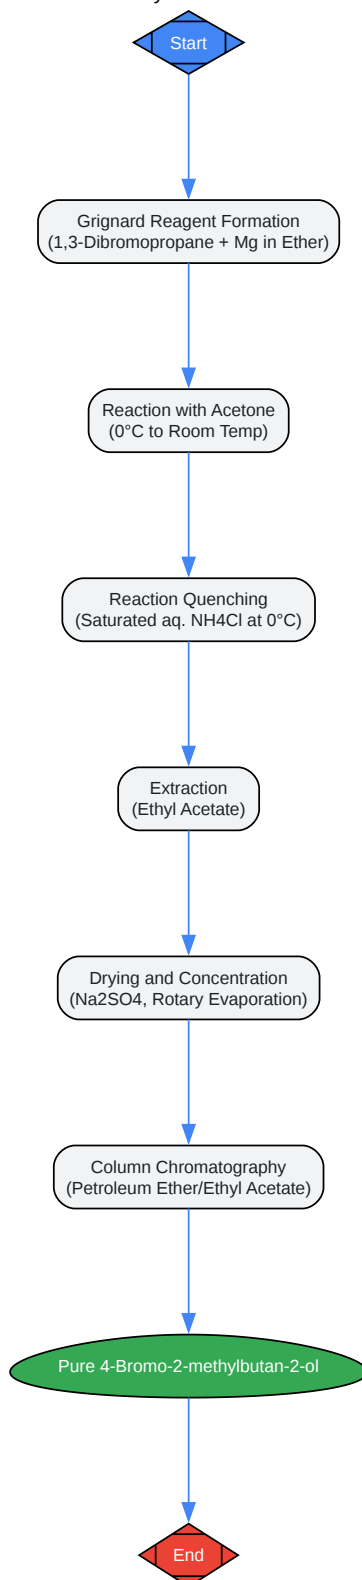 Start
Grignard Reagent Formation
(1,3-Dibromopropane + Mg in Ether)
Reaction with Acetone
(0°C to Room Temp)
Reaction Quenching
(Saturated aq. NH4Cl at 0°C)
Extraction
(Ethyl Acetate)
Drying and Concentration
(Na2SO4, Rotary Evaporation)
Column Chromatography
(Petroleum Ether/Ethyl Acetate)
Pure 4-Bromo-2-methylbutan-2-ol
End